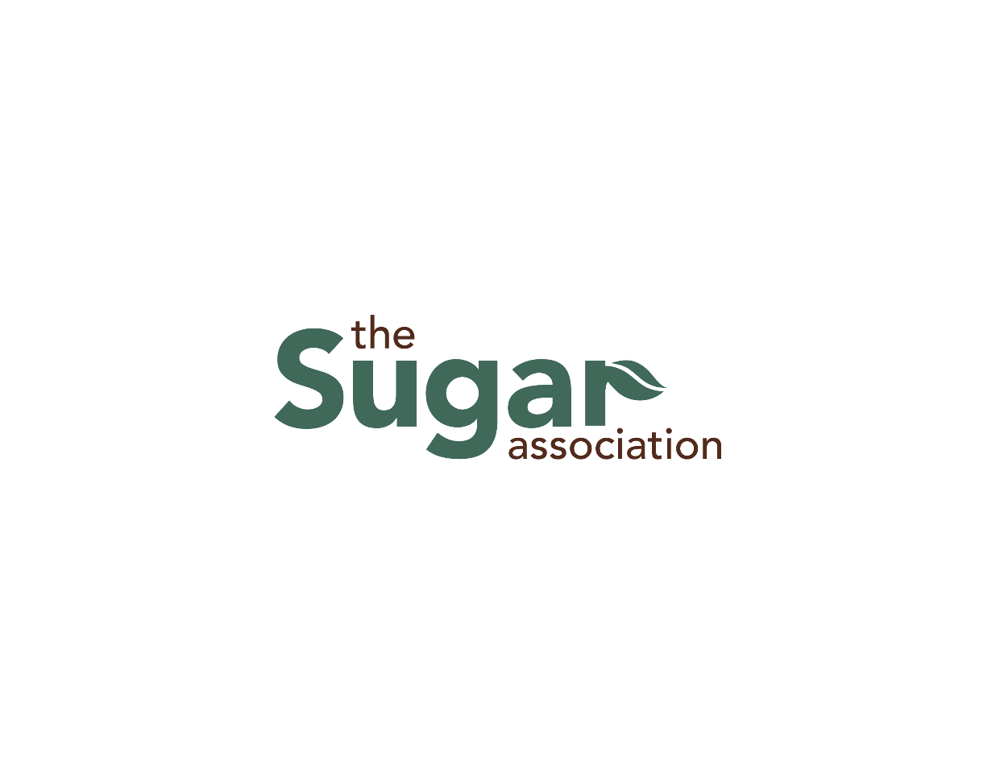 the
Sugar
association